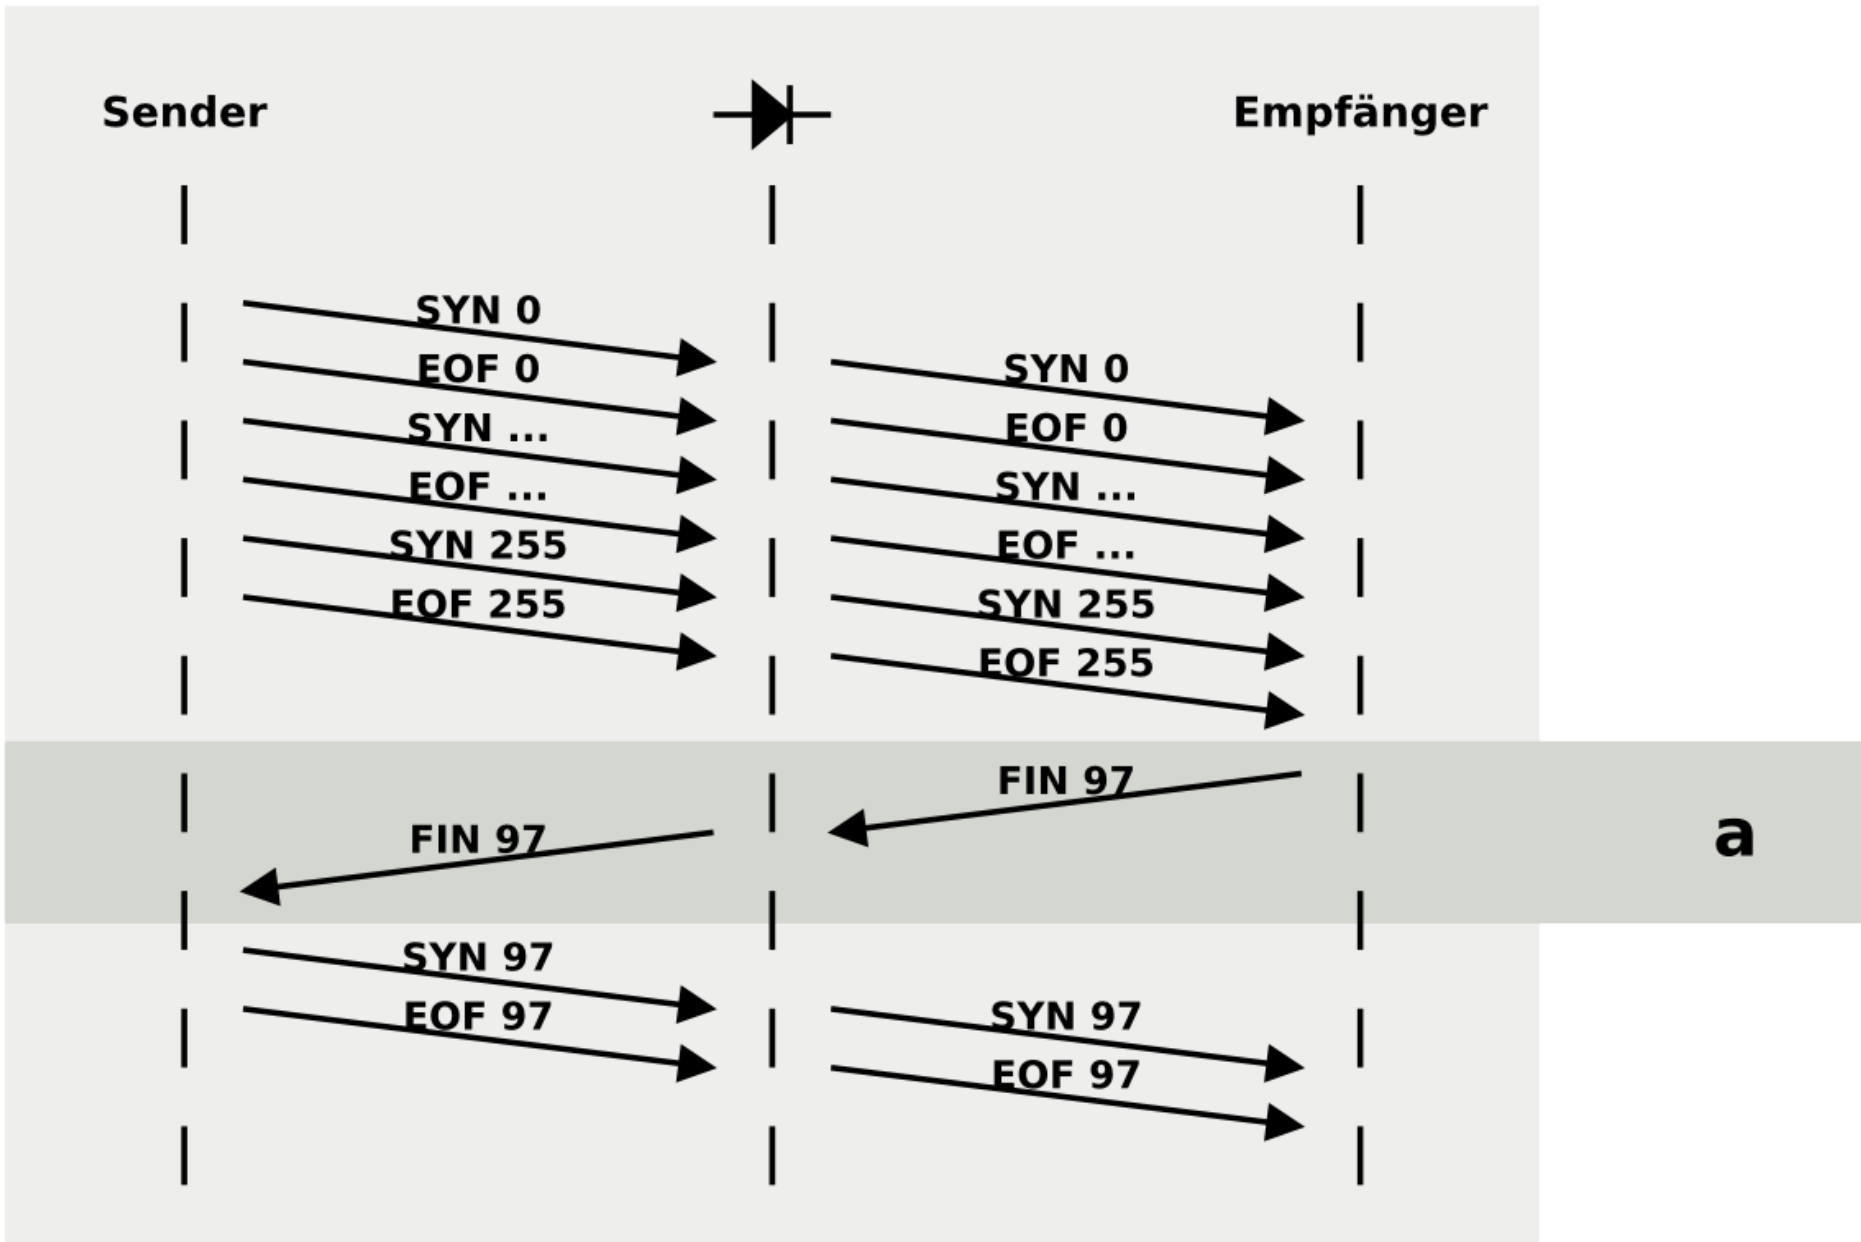 Sender
Empfänger
SYN 0
EOF 0
SYN 0
SYN ...
EOF 0
EOF ...
SYN ...
SYN 255
EOF ...
EOF 255
SYN 255
EOF 255
FIN 97
FIN 97
a
SYN 97
EOF 97
SYN 97
EOF 97